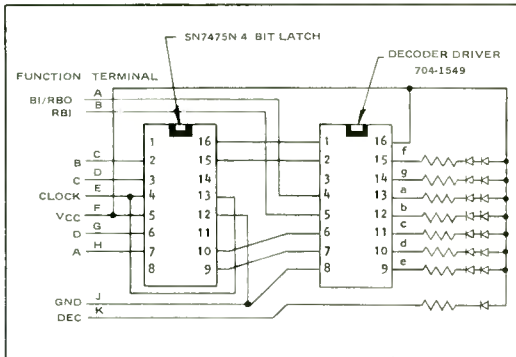 SN7475N 4 BIT LATCH
DECODER DRIVER
704-1549
FUNCTION TERMINAL
BI/RBO A
RBI B
B C
C D
CLOCK E
VCC F
D G
A H
GND J
DEC K
1 16
2 15
3 14
4 13
5 12
6 11
7 10
8 9
1 16
2 15 f
3 14 g
4 13 a
5 12 b
6 11 c
7 10 d
8 9 e